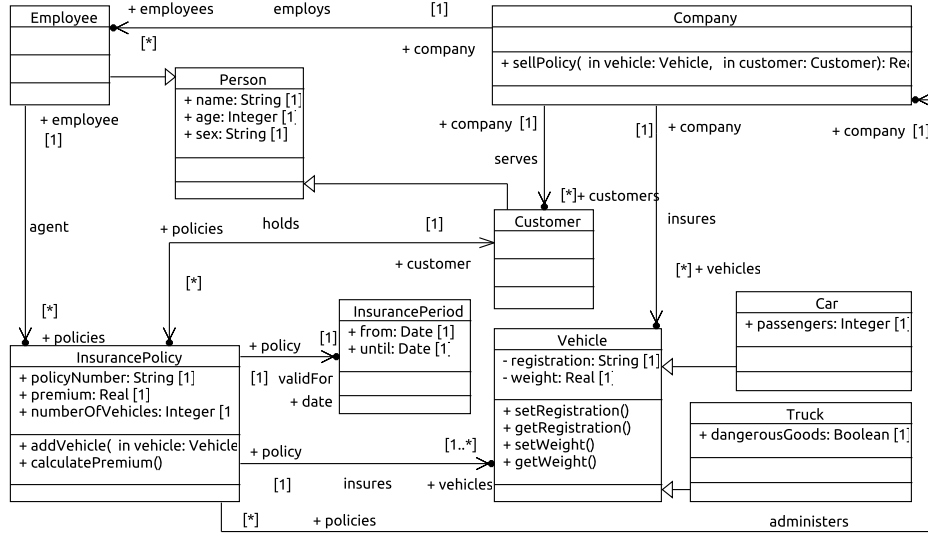 Employee
+ employees
employs
[1]
[*]
+ company
Company
+ sellPolicy( in vehicle: Vehicle, in customer: Customer): Rea
Person
+ name: String [1]
+ age: Integer [1]
+ sex: String [1]
+ employee
[1]
+ company [1]
serves
[*]+ customers
[1] + company
+ company [1]
insures
[*] + vehicles
agent
[*]
+ policies
+ policies
holds
[1]
[*]
+ customer
Customer
InsurancePeriod
+ from: Date [1]
+ until: Date [1]
Car
+ passengers: Integer [1]
Vehicle
- registration: String [1]
- weight: Real [1]
+ setRegistration()
+ getRegistration()
+ setWeight()
+ getWeight()
Truck
+ dangerousGoods: Boolean [1]
InsurancePolicy
+ policyNumber: String [1]
+ premium: Real [1]
+ numberOfVehicles: Integer [1
+ addVehicle( in vehicle: Vehicle
+ calculatePremium()
+ policy
[1]
[1] validFor
+ date
+ policy
[1..*]
[1]
insures
+ vehicles
[*]
+ policies
administers